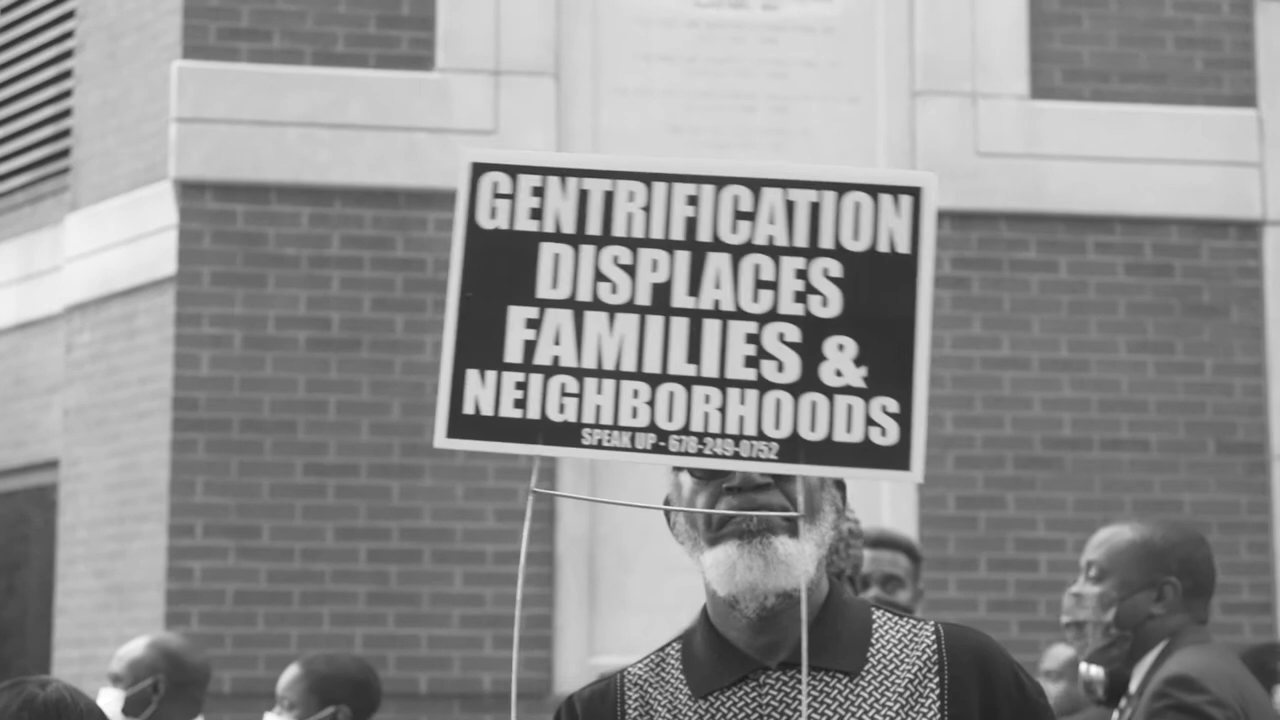 GENTRIFICATION
DISPLACES
FAMILIES &
NEIGHBORHOODS
SPEAK UP - 678-249-0752